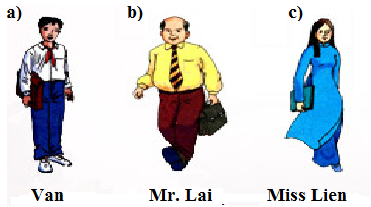 a) b) c)
Van Mr. Lai Miss Lien